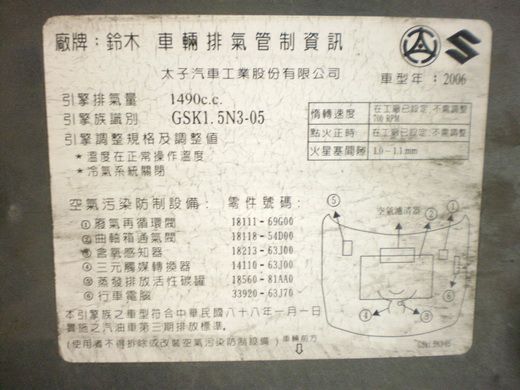 廠牌：鈴木 車輛排氣管制資訊
太子汽車工業股份有限公司
車型年：2006
引擎排氣量 1490c.c.
引擎族識別 GSK1.5N3-05
引擎調整規格及調整值
★溫度在正常操作溫度
★冷氣系統關閉
惰轉速度 在工廠已設定,不需調整
700 RPM
點火正時 在工廠已設定,不需調整
火星塞間隙 1.0-1.1mm
空氣污染防制設備： 零件號碼：
①廢氣再循環閥 18111-69G00
②曲軸箱通氣閥 18118-54D00
③含氧感知器 18213-63J00
④三元觸媒轉換器 14110-63J00
⑤蒸發排放活性碳罐 18560-81AA0
⑥行車電腦 33920-63J70
⑤ 空氣濾清器 ② ①
④ ③ ⑥
本引擎族之車型符合中華民國八十八年一月一日
實施之汽油車第三期排放標準。
(使用者不得拆除或改裝空氣污染防制設備) 車輛前方